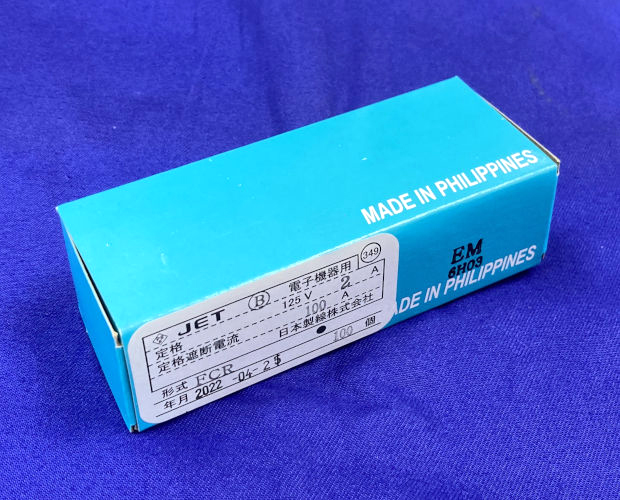 MADE IN PHILIPPINES
EM
6H03
MADE IN PHILIPPINES
JET B 電子機器用 349
定格 125V 2 A
定格遮断電流 100 A
日本製線株式会社
形式 FCR 100 個
年月 2022-04-2